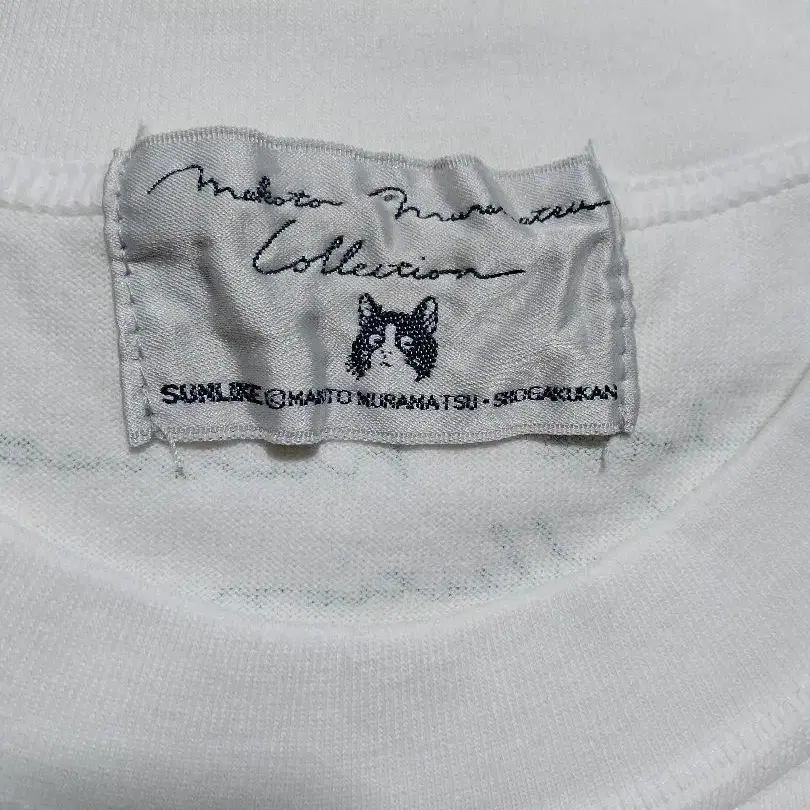 Makoto Muramatsu
Collection
SUNLIKE © MAKOTO MURAMATSU · SHOGAKUKAN